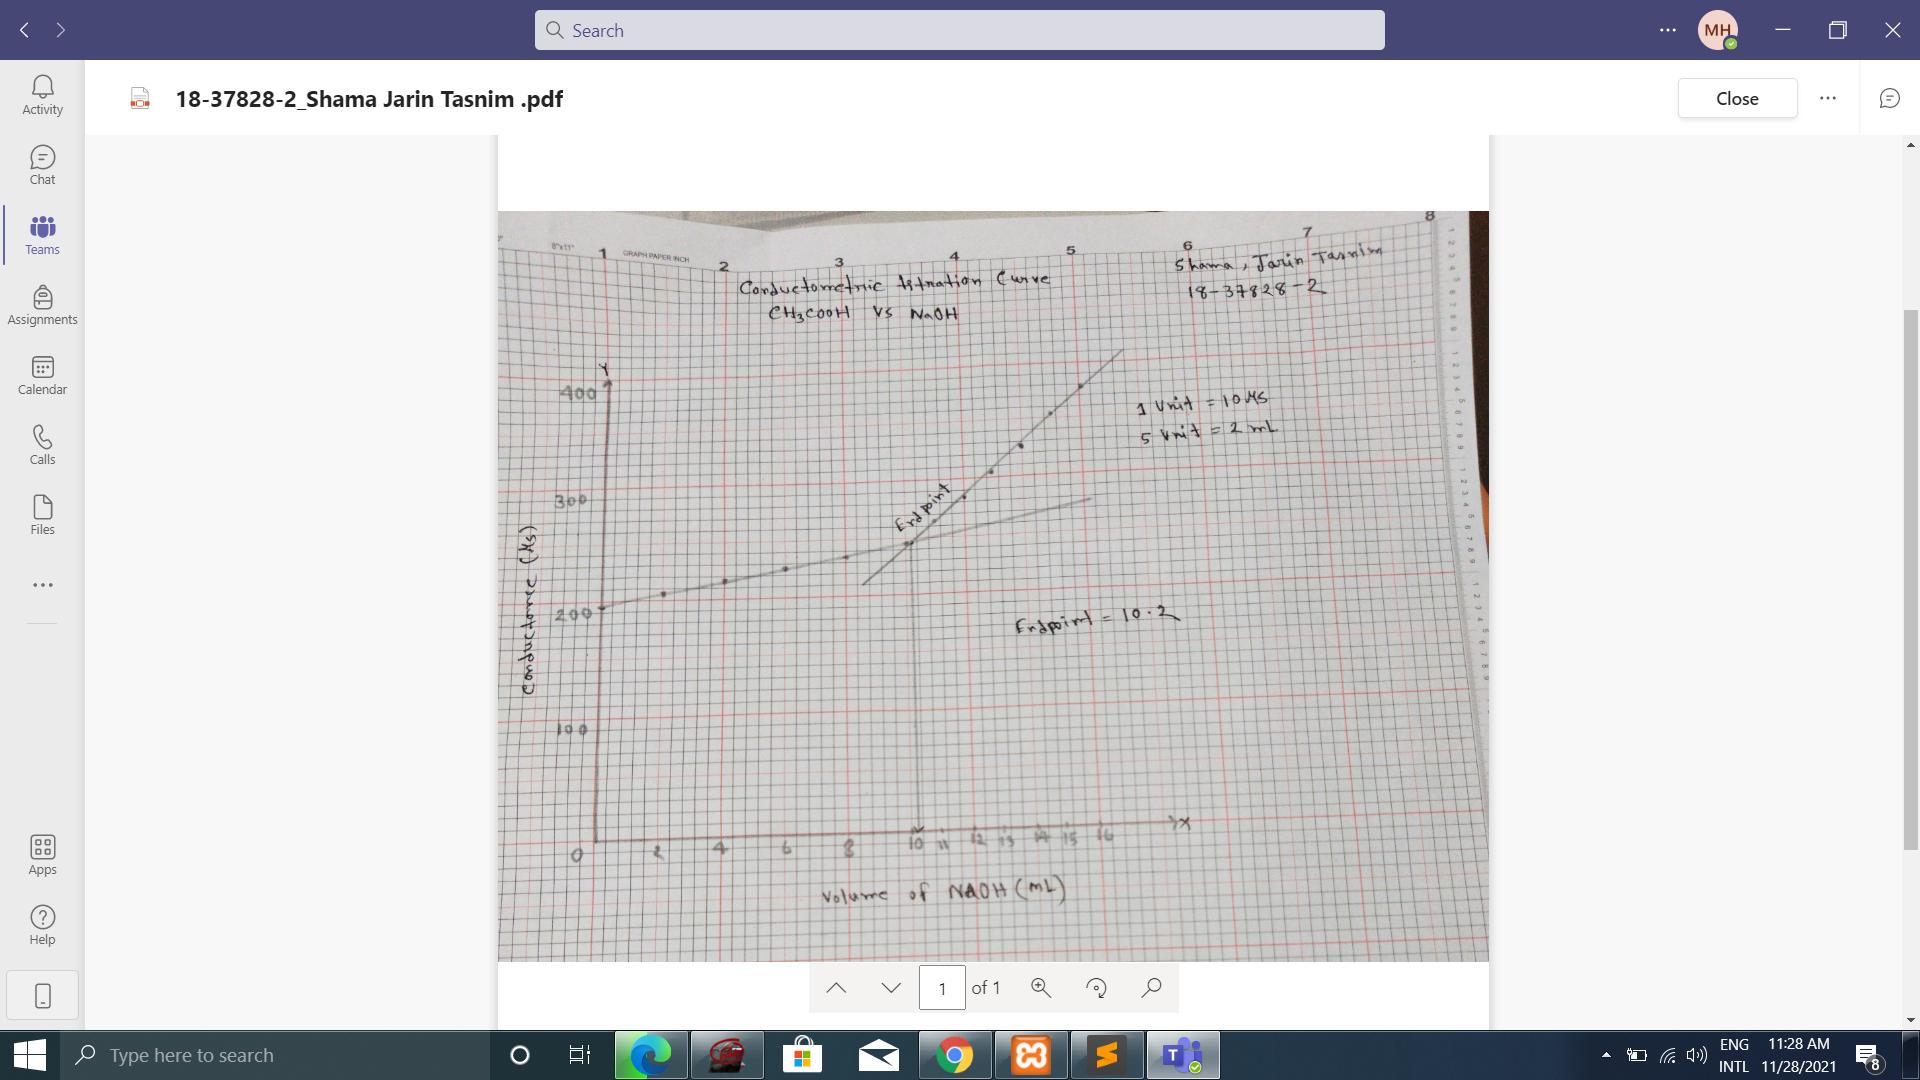 Search
MH
Activity
Chat
Teams
Assignments
Calendar
Calls
Files
Apps
Help
18-37828-2_Shama Jarin Tasnim .pdf
Close
8"x11"
GRAPH PAPER INCH
1 2 3 4 5 6 7 8
Conductometric titration Curve
CH3COOH Vs NaOH
Shama, Jarin Tasnim
18-37828-2
Y
400
300
200
100
0
1 Unit = 10 μs
5 Unit = 2 mL
Endpoint
Endpoint = 10.2
Conductance (μs)
2 4 6 8 10 11 12 13 14 15 16 X
Volume of NAOH (mL)
1 of 1
Type here to search
ENG
INTL
11:28 AM
11/28/2021
8